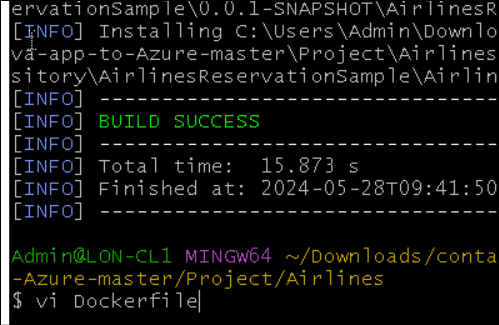 ervationSample\0.0.1-SNAPSHOT\AirlinesR
[INFO] Installing C:\Users\Admin\Downlo
va-app-to-Azure-master\Project\Airlines
sitory\AirlinesReservationSample\Airlin
[INFO] --------------------------------
[INFO] BUILD SUCCESS
[INFO] --------------------------------
[INFO] Total time:  15.873 s
[INFO] Finished at: 2024-05-28T09:41:50
[INFO] --------------------------------
Admin@LON-CL1 MINGW64 ~/Downloads/conta
-Azure-master/Project/Airlines
$ vi Dockerfile